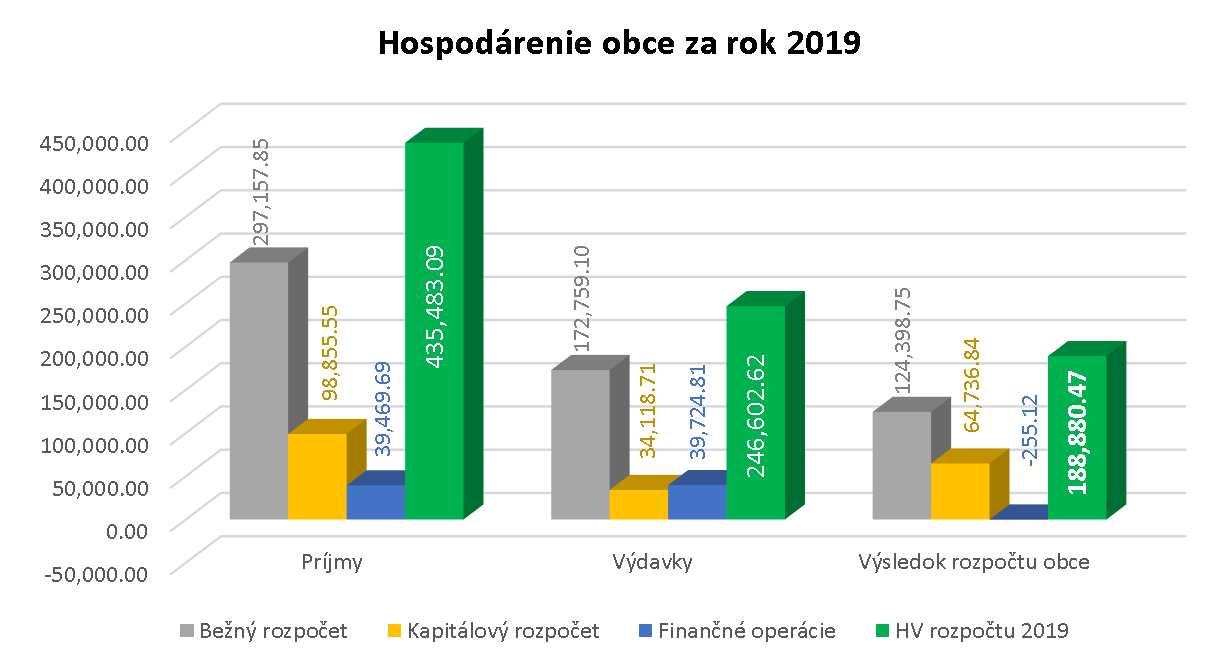 Hospodárenie obce za rok 2019
450,000.00
400,000.00
350,000.00
300,000.00
250,000.00
200,000.00
150,000.00
100,000.00
50,000.00
0.00
-50,000.00
297,157.85
98,855.55
39,469.69
435,483.09
172,759.10
34,118.71
39,724.81
246,602.62
124,398.75
64,736.84
-255.12
188,880.47
Príjmy
Výdavky
Výsledok rozpočtu obce
Bežný rozpočet
Kapitálový rozpočet
Finančné operácie
HV rozpočtu 2019